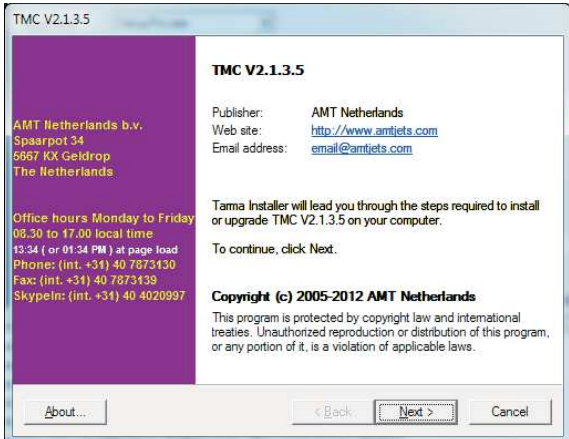 TMC V2.1.3.5
TMC V2.1.3.5
Publisher: AMT Netherlands
Web site: http://www.amtjets.com
Email address: email@amtjets.com
AMT Netherlands b.v.
Spaarpot 34
5667 KX Geldrop
The Netherlands
Office hours Monday to Friday
08.30 to 17.00 local time
13:34 ( or 01:34 PM ) at page load
Phone: (int. +31) 40 7873130
Fax: (int. +31) 40 7873139
SkypeIn: (int. +31) 40 4020997
Tarma Installer will lead you through the steps required to install
or upgrade TMC V2.1.3.5 on your computer.
To continue, click Next.
Copyright (c) 2005-2012 AMT Netherlands
This program is protected by copyright law and international
treaties. Unauthorized reproduction or distribution of this program,
or any portion of it, is a violation of applicable laws.
About...
< Back
Next >
Cancel